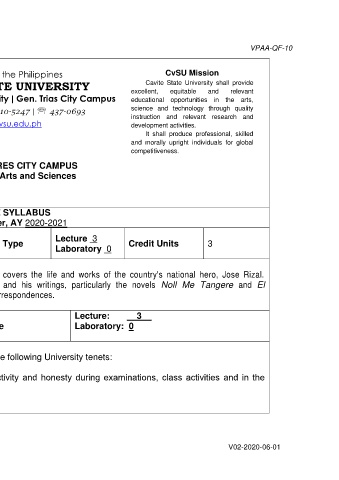 VPAA-QF-10
the Philippines
TE UNIVERSITY
ity | Gen. Trias City Campus
10-5247 | ☏ 437-0693
vsu.edu.ph
CvSU Mission
Cavite State University shall provide
excellent, equitable and relevant
educational opportunities in the arts,
science and technology through quality
instruction and relevant research and
development activities.
It shall produce professional, skilled
and morally upright individuals for global
competitiveness.
RES CITY CAMPUS
Arts and Sciences
SYLLABUS
er, AY 2020-2021
Type
Lecture 3
Laboratory 0
Credit Units
3
covers the life and works of the country's national hero, Jose Rizal.
and his writings, particularly the novels Noli Me Tangere and El
rrespondences.
e
Lecture: 3
Laboratory: 0
e following University tenets:
ctivity and honesty during examinations, class activities and in the
V02-2020-06-01